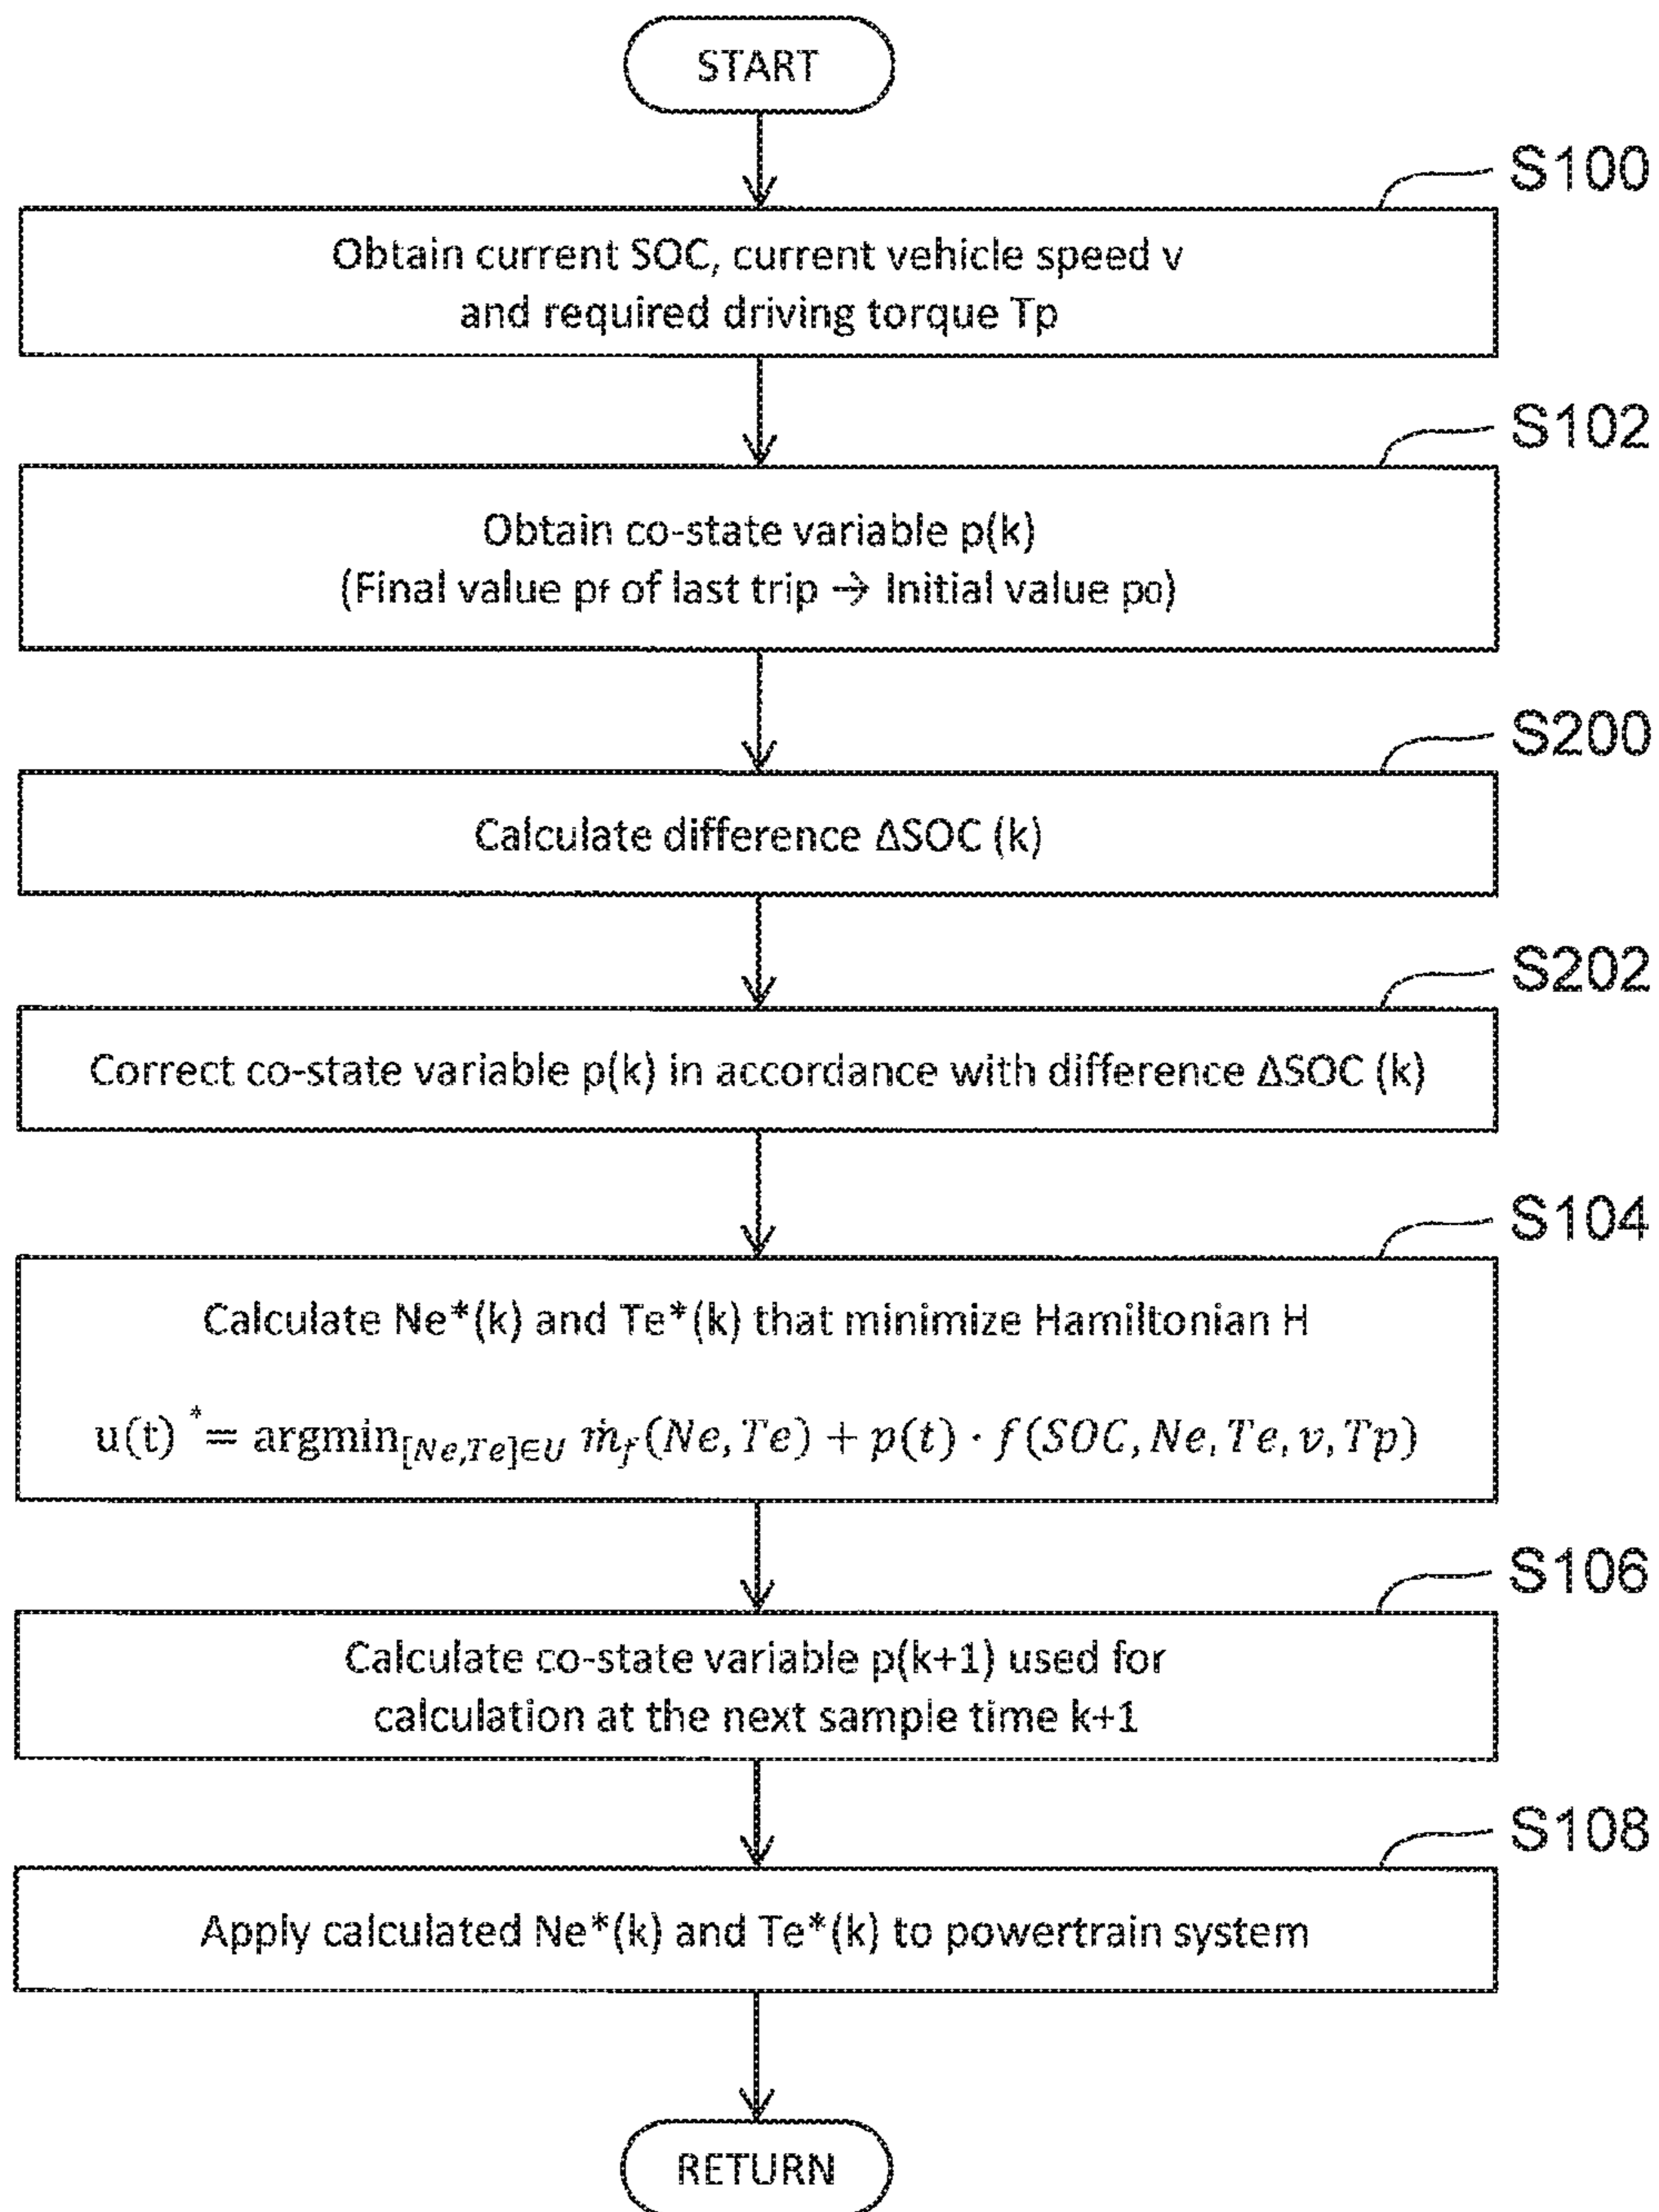 START
S100
Obtain current SOC, current vehicle speed v
and required driving torque Tp
S102
Obtain co-state variable p(k)
(Final value pf of last trip → Initial value p0)
S200
Calculate difference ΔSOC (k)
S202
Correct co-state variable p(k) in accordance with difference ΔSOC (k)
S104
Calculate Ne*(k) and Te*(k) that minimize Hamiltonian H
u(t) * = argmin[Ne,Te]∈U ṁf(Ne, Te) + p(t) · f(SOC, Ne, Te, v, Tp)
S106
Calculate co-state variable p(k+1) used for
calculation at the next sample time k+1
S108
Apply calculated Ne*(k) and Te*(k) to powertrain system
RETURN